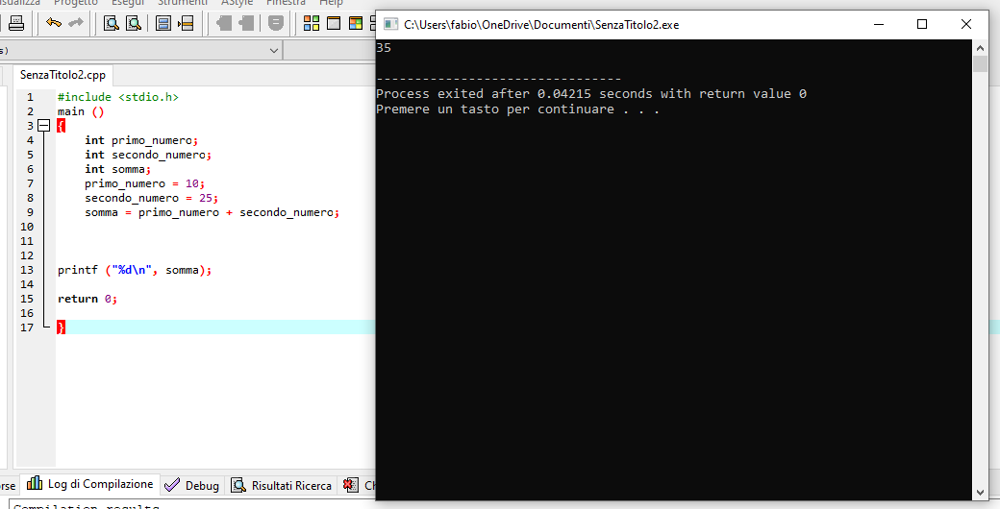 Progetto Esegui Strumenti AStyle Finestra Help
SenzaTitolo2.cpp
1 #include <stdio.h>
2 main ()
3 {
4 int primo_numero;
5 int secondo_numero;
6 int somma;
7 primo_numero = 10;
8 secondo_numero = 25;
9 somma = primo_numero + secondo_numero;
10
11
12
13 printf ("%d\n", somma);
14
15 return 0;
16
17 }
Log di Compilazione Debug Risultati Ricerca
Compilation results
C:\Users\fabio\OneDrive\Documenti\SenzaTitolo2.exe
35
--------------------------------
Process exited after 0.04215 seconds with return value 0
Premere un tasto per continuare . . .